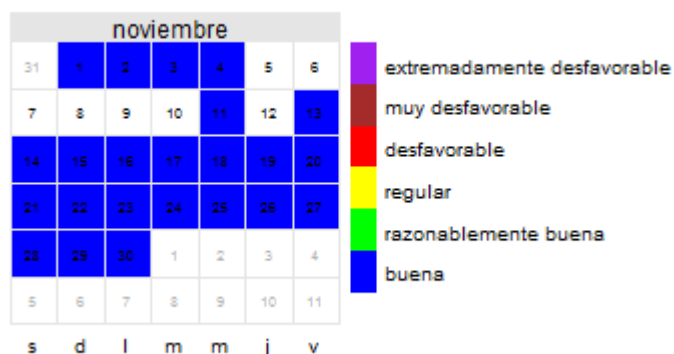 noviembre
31 1 2 3 4 5 6
7 8 9 10 11 12 13
14 15 16 17 18 19 20
21 22 23 24 25 26 27
28 29 30 1 2 3 4
5 6 7 8 9 10 11
s d l m m j v
extremadamente desfavorable
muy desfavorable
desfavorable
regular
razonablemente buena
buena